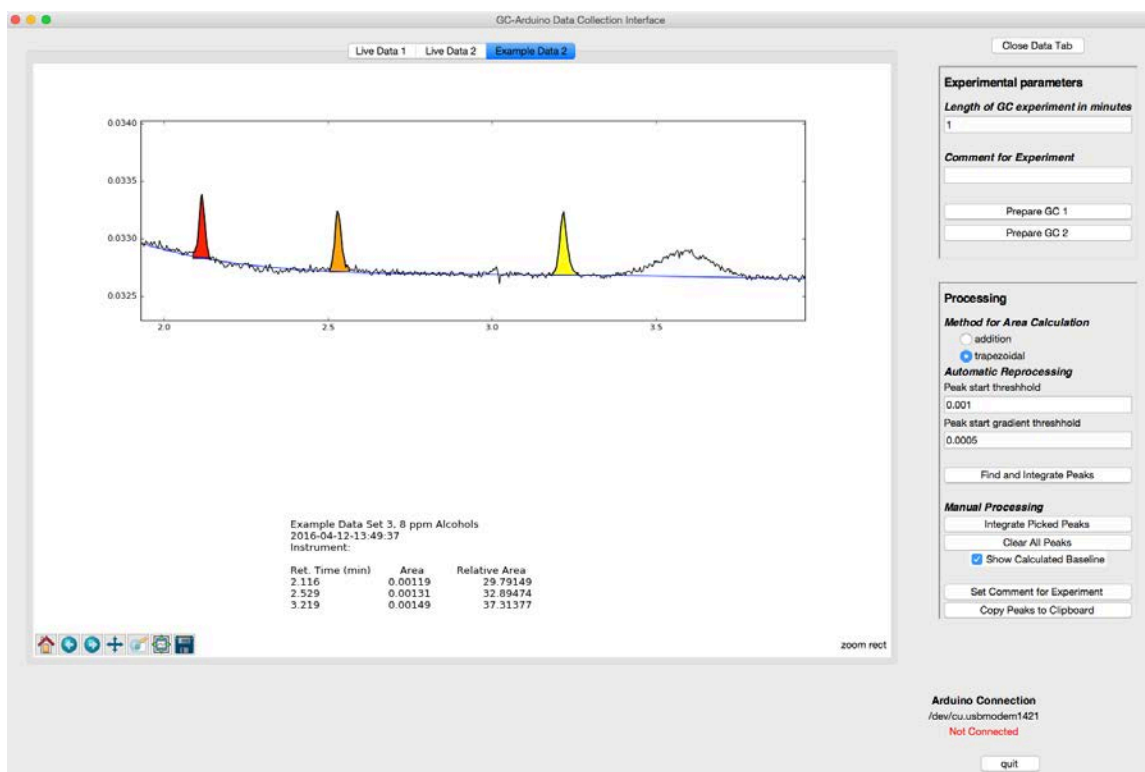 GC-Arduino Data Collection Interface
Live Data 1 Live Data 2 Example Data 2
0.0340
0.0335
0.0330
0.0325
2.0 2.5 3.0 3.5
Example Data Set 3, 8 ppm Alcohols
2016-04-12-13:49:37
Instrument:
Ret. Time (min) Area Relative Area
2.116 0.00119 29.79149
2.529 0.00131 32.89474
3.219 0.00149 37.31377
zoom rect
Close Data Tab
Experimental parameters
Length of GC experiment in minutes
1
Comment for Experiment
Prepare GC 1
Prepare GC 2
Processing
Method for Area Calculation
addition
trapezoidal
Automatic Reprocessing
Peak start threshhold
0.001
Peak start gradient threshhold
0.0005
Find and Integrate Peaks
Manual Processing
Integrate Picked Peaks
Clear All Peaks
Show Calculated Baseline
Set Comment for Experiment
Copy Peaks to Clipboard
Arduino Connection
/dev/cu.usbmodem1421
Not Connected
quit